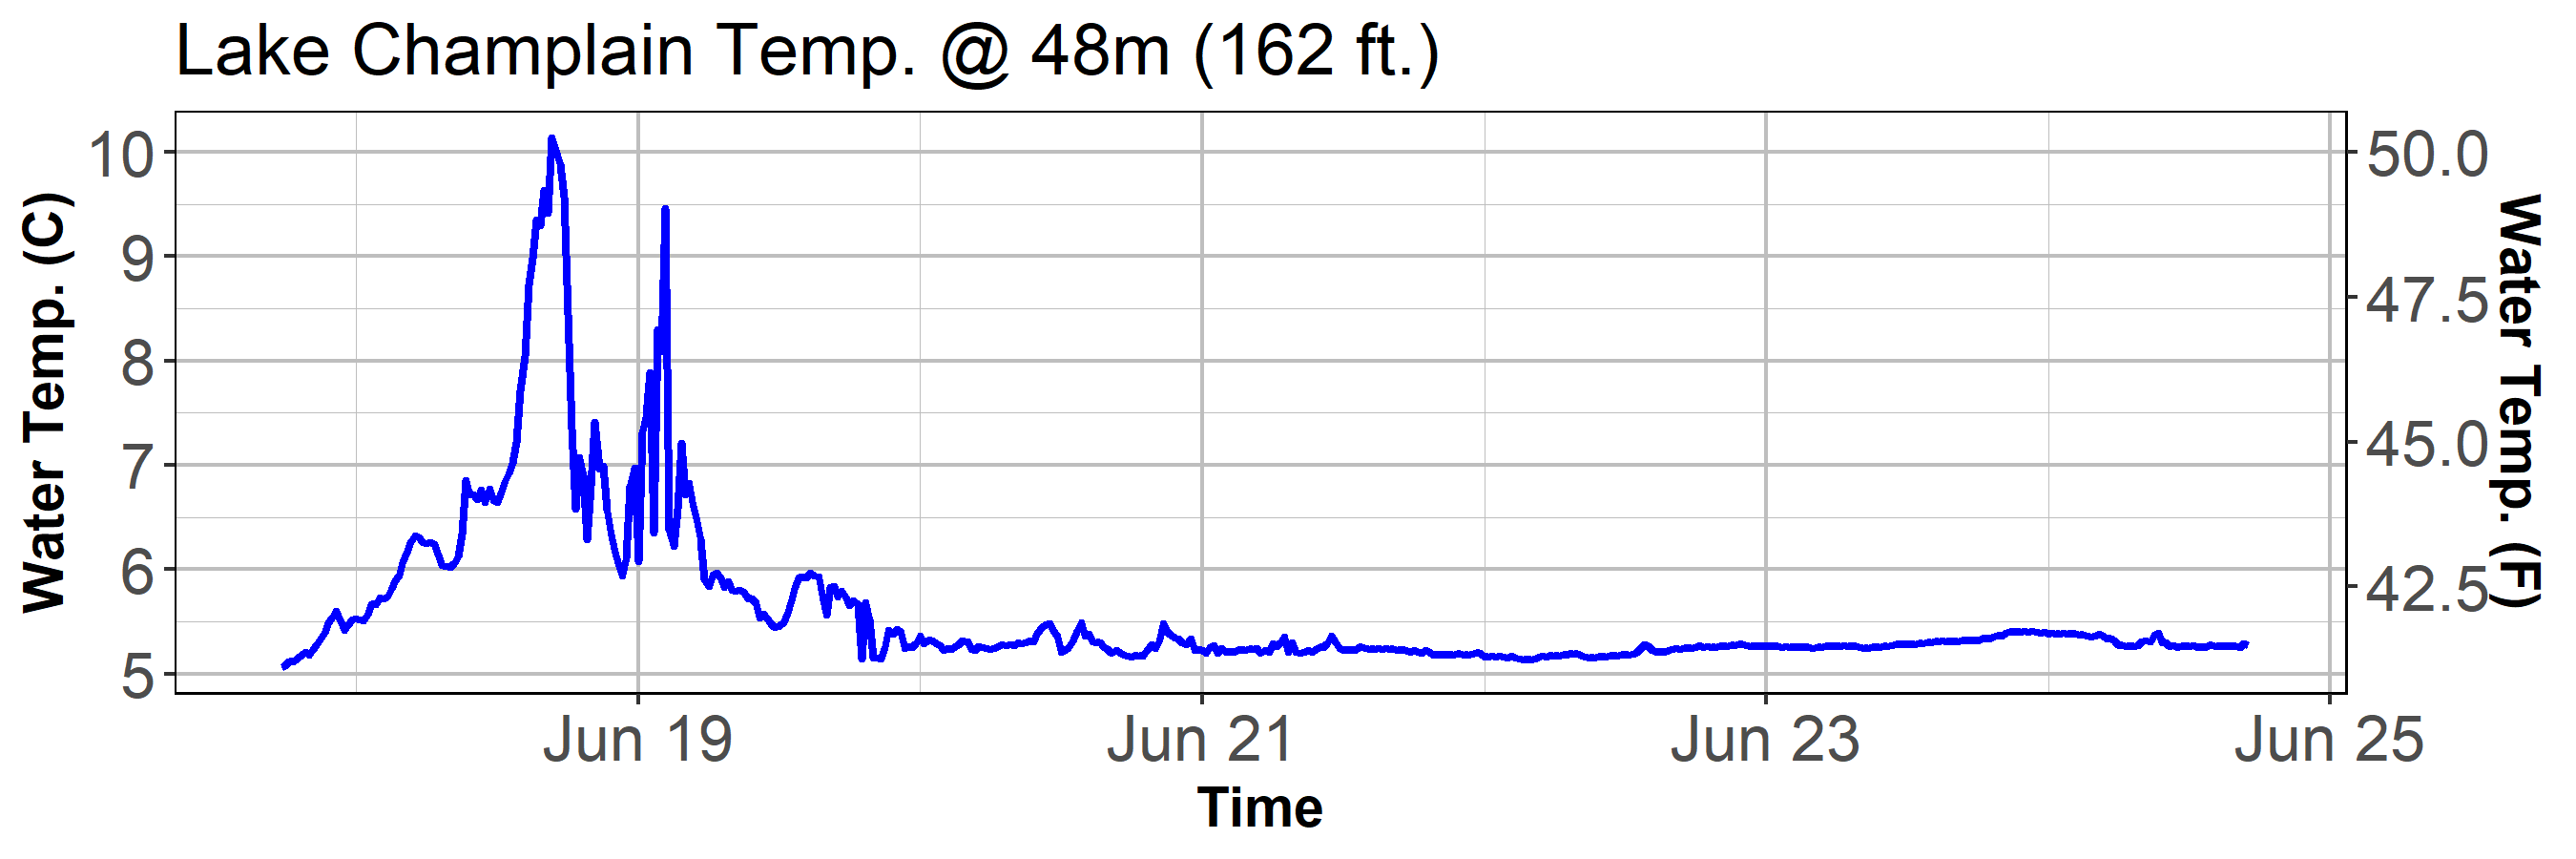 Lake Champlain Temp. @ 48m (162 ft.)
Water Temp. (C)
10
9
8
7
6
5
50.0
47.5
45.0
42.5
Water Temp. (F)
Jun 19 Jun 21 Jun 23 Jun 25
Time